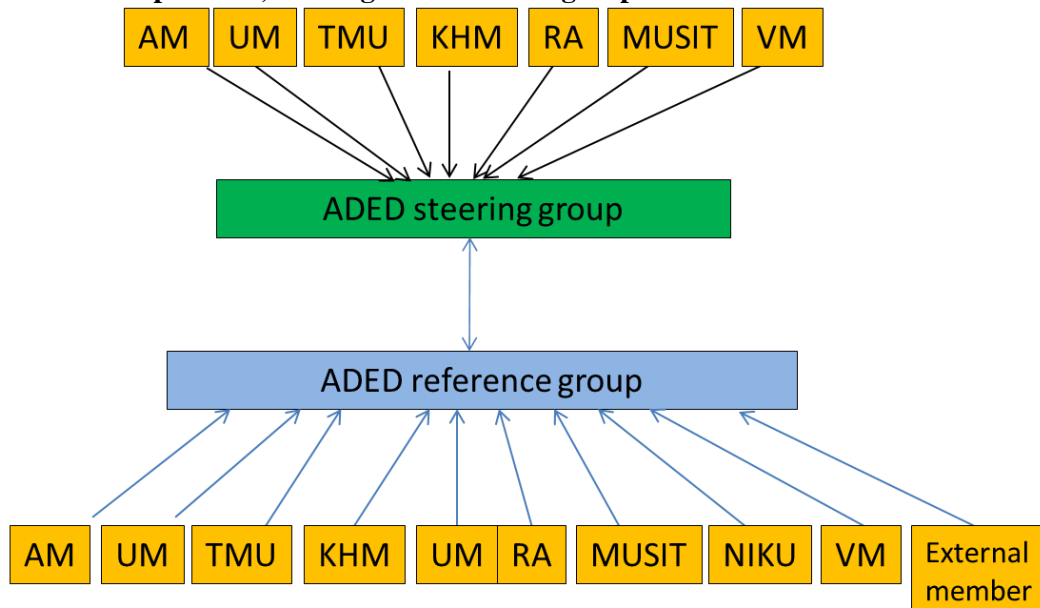 AM UM TMU KHM RA MUSIT VM
ADED steering group
ADED reference group
AM UM TMU KHM UM RA MUSIT NIKU VM External
member